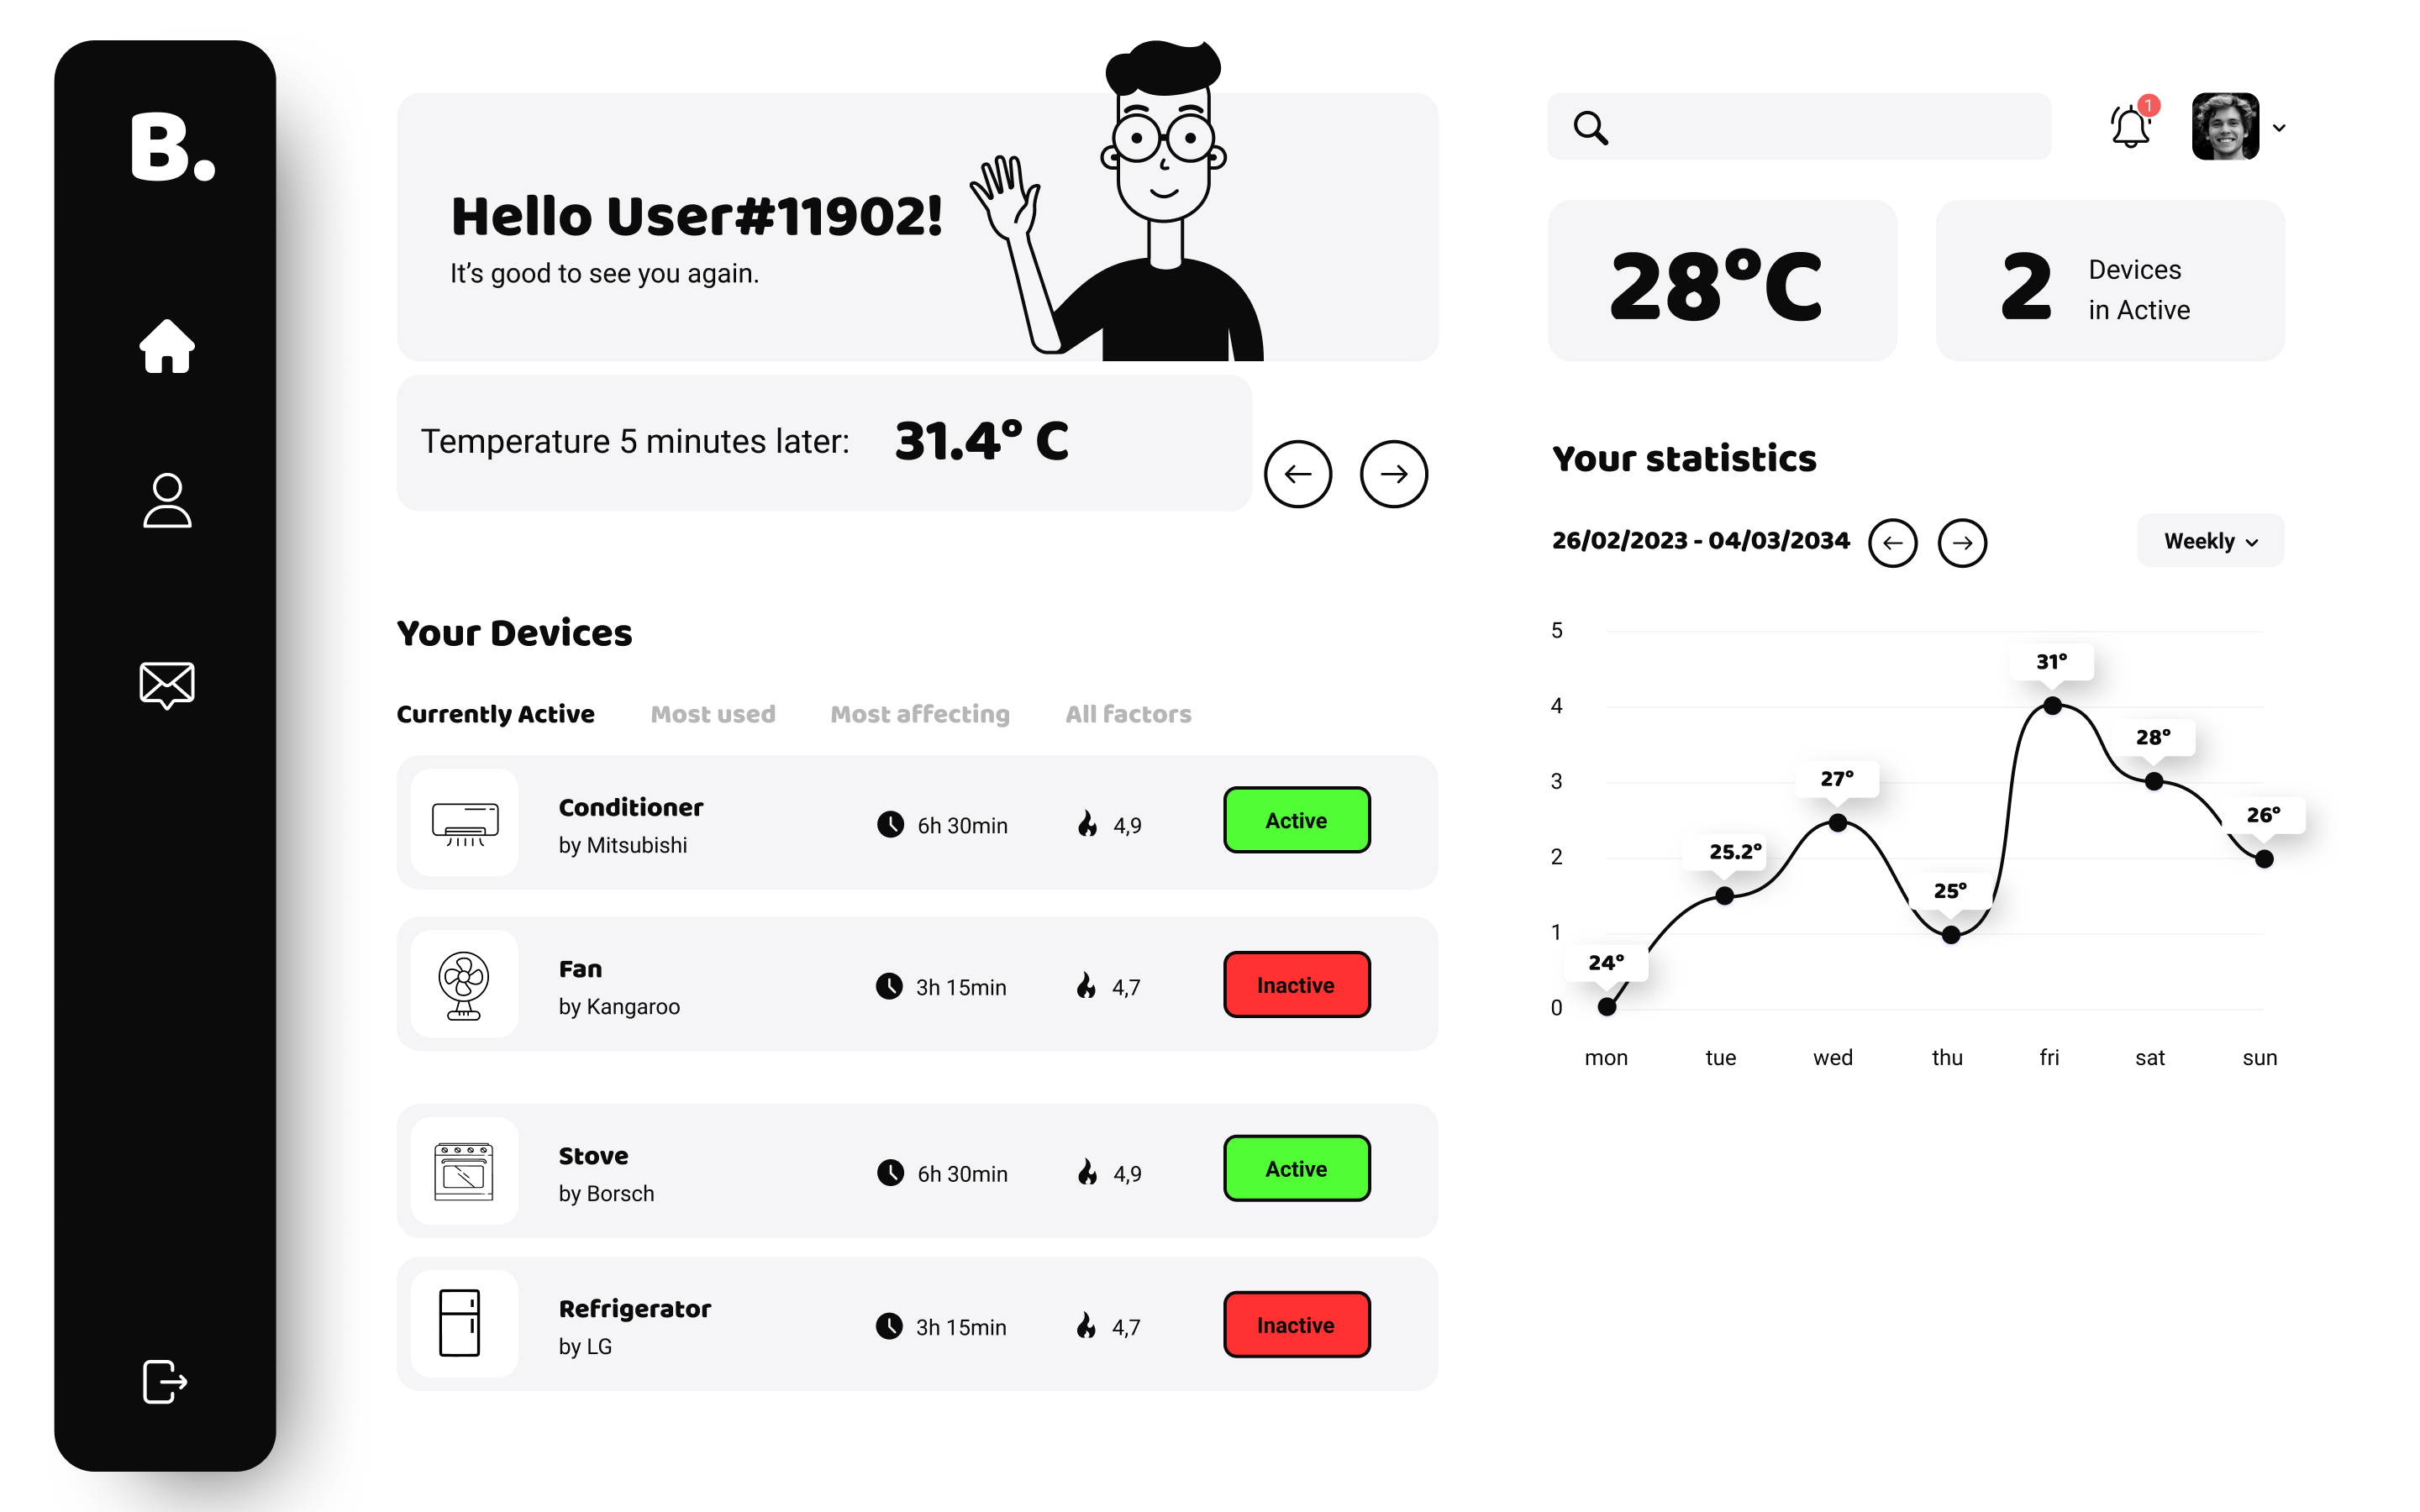 B.
Hello User#11902!
It's good to see you again.
1
28°C
2
Devices
in Active
Temperature 5 minutes later: 31.4° C
Your statistics
26/02/2023 - 04/03/2034
Weekly
5
4
3
2
1
0
24°
25.2°
27°
25°
31°
28°
26°
mon tue wed thu fri sat sun
Your Devices
Currently Active Most used Most affecting All factors
Conditioner
by Mitsubishi
6h 30min 4,9 Active
Fan
by Kangaroo
3h 15min 4,7 Inactive
Stove
by Borsch
6h 30min 4,9 Active
Refrigerator
by LG
3h 15min 4,7 Inactive